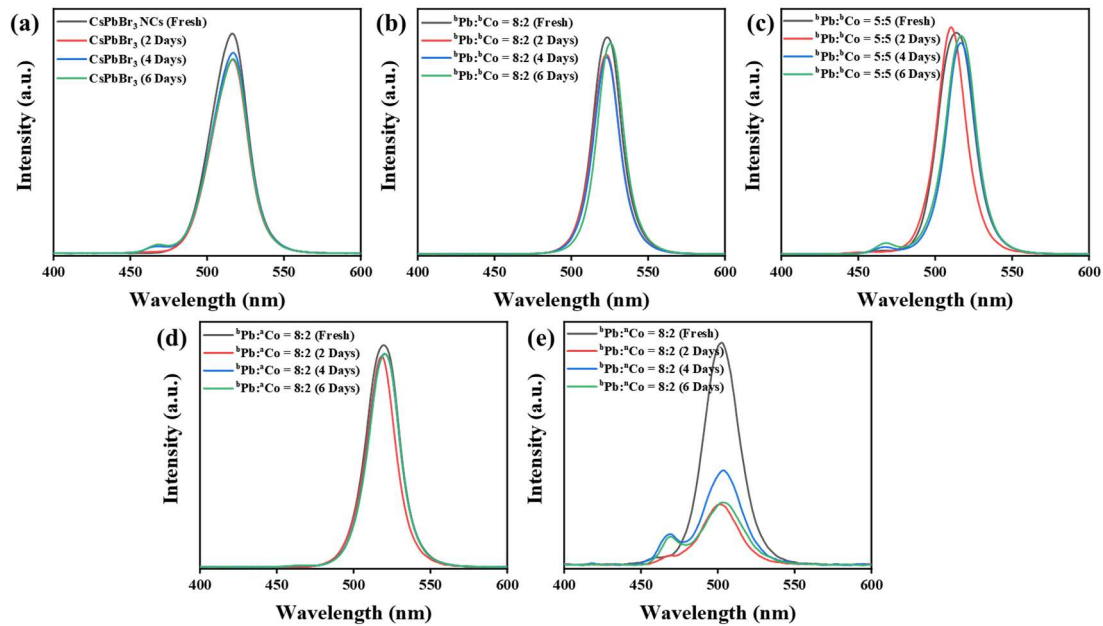 (a)
CsPbBr₃ NCs (Fresh)
CsPbBr₃ (2 Days)
CsPbBr₃ (4 Days)
CsPbBr₃ (6 Days)
Intensity (a.u.)
400 450 500 550 600
Wavelength (nm)
(b)
ᵇPb:ᵇCo = 8:2 (Fresh)
ᵇPb:ᵇCo = 8:2 (2 Days)
ᵇPb:ᵇCo = 8:2 (4 Days)
ᵇPb:ᵇCo = 8:2 (6 Days)
Intensity (a.u.)
400 450 500 550 600
Wavelength (nm)
(c)
ᵇPb:ᵇCo = 5:5 (Fresh)
ᵇPb:ᵇCo = 5:5 (2 Days)
ᵇPb:ᵇCo = 5:5 (4 Days)
ᵇPb:ᵇCo = 5:5 (6 Days)
Intensity (a.u.)
400 450 500 550 600
Wavelength (nm)
(d)
ᵇPb:ᵃCo = 8:2 (Fresh)
ᵇPb:ᵃCo = 8:2 (2 Days)
ᵇPb:ᵃCo = 8:2 (4 Days)
ᵇPb:ᵃCo = 8:2 (6 Days)
Intensity (a.u.)
400 450 500 550 600
Wavelength (nm)
(e)
ᵇPb:ⁿCo = 8:2 (Fresh)
ᵇPb:ⁿCo = 8:2 (2 Days)
ᵇPb:ⁿCo = 8:2 (4 Days)
ᵇPb:ⁿCo = 8:2 (6 Days)
Intensity (a.u.)
400 450 500 550 600
Wavelength (nm)